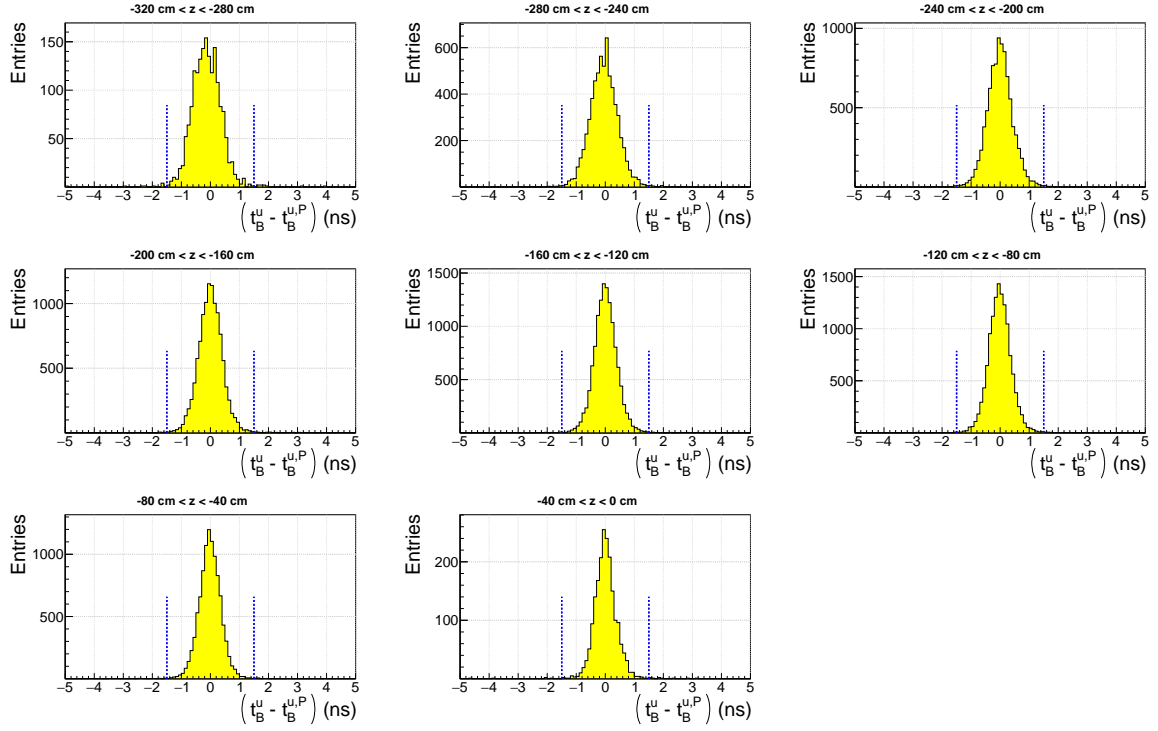 -320 cm < z < -280 cm
Entries
150
100
50
−5 −4 −3 −2 −1 0 1 2 3 4 5
(t_B^u - t_B^{u,P}) (ns)
-280 cm < z < -240 cm
Entries
600
400
200
−5 −4 −3 −2 −1 0 1 2 3 4 5
(t_B^u - t_B^{u,P}) (ns)
-240 cm < z < -200 cm
Entries
1000
500
−5 −4 −3 −2 −1 0 1 2 3 4 5
(t_B^u - t_B^{u,P}) (ns)
-200 cm < z < -160 cm
Entries
1000
500
−5 −4 −3 −2 −1 0 1 2 3 4 5
(t_B^u - t_B^{u,P}) (ns)
-160 cm < z < -120 cm
Entries
1500
1000
500
−5 −4 −3 −2 −1 0 1 2 3 4 5
(t_B^u - t_B^{u,P}) (ns)
-120 cm < z < -80 cm
Entries
1500
1000
500
−5 −4 −3 −2 −1 0 1 2 3 4 5
(t_B^u - t_B^{u,P}) (ns)
-80 cm < z < -40 cm
Entries
1000
500
−5 −4 −3 −2 −1 0 1 2 3 4 5
(t_B^u - t_B^{u,P}) (ns)
-40 cm < z < 0 cm
Entries
200
100
−5 −4 −3 −2 −1 0 1 2 3 4 5
(t_B^u - t_B^{u,P}) (ns)